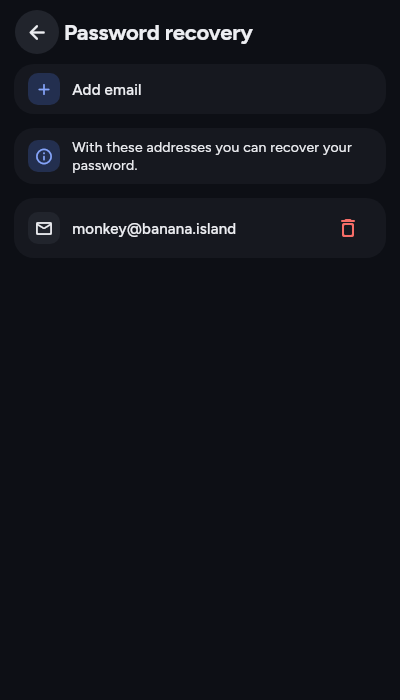 Password recovery
Add email
With these addresses you can recover your
password.
monkey@banana.island